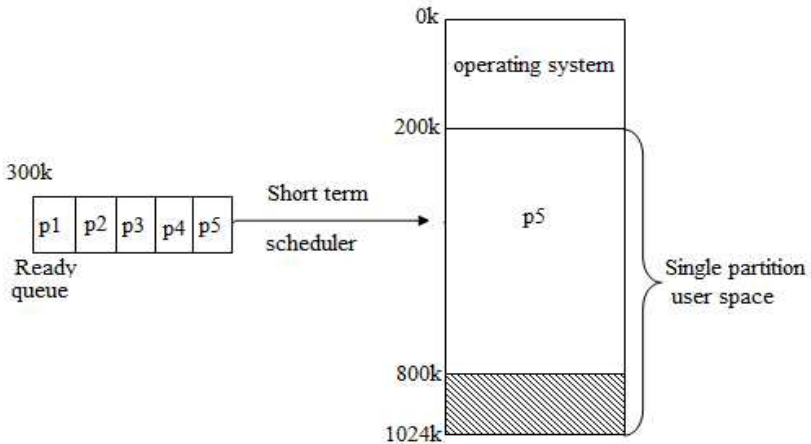 0k
operating system
200k
300k
p1 p2 p3 p4 p5
Short term
scheduler
Ready
queue
p5
Single partition
user space
800k
1024k